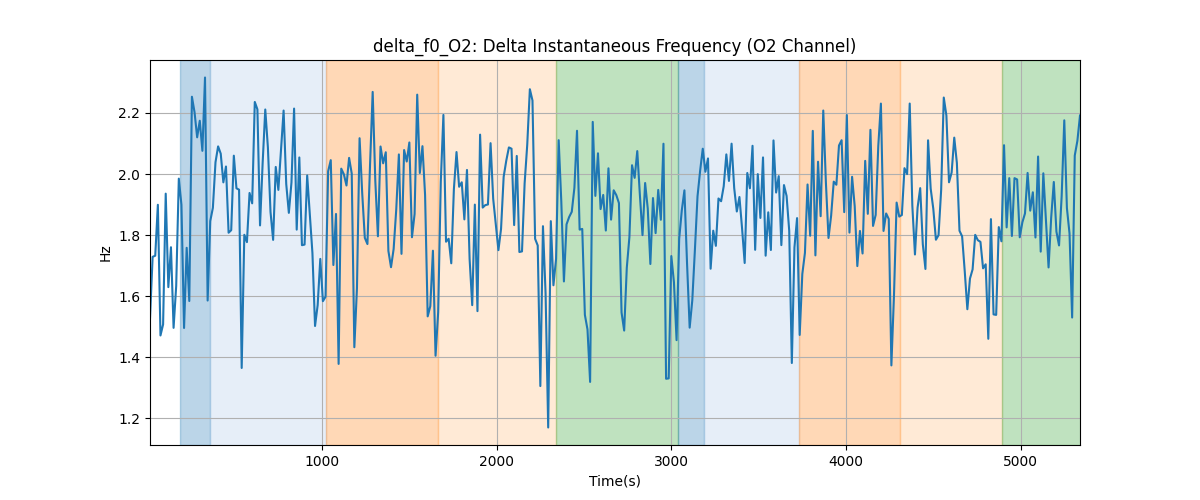 delta_f0_O2: Delta Instantaneous Frequency (O2 Channel)
2.2
2.0
1.8
1.6
1.4
1.2
Hz
1000 2000 3000 4000 5000
Time(s)